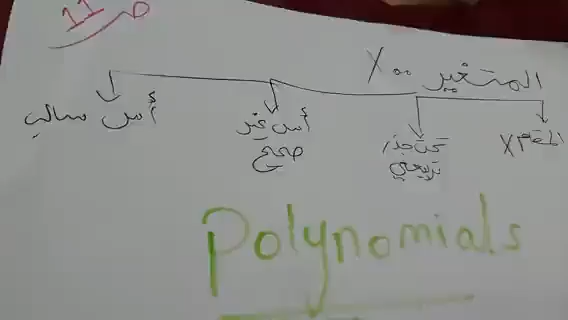 ص 11
المتغير .. X
المقام X
تحت جذر
تربيعي
أس غير
صحيح
أس سالب
Polynomials